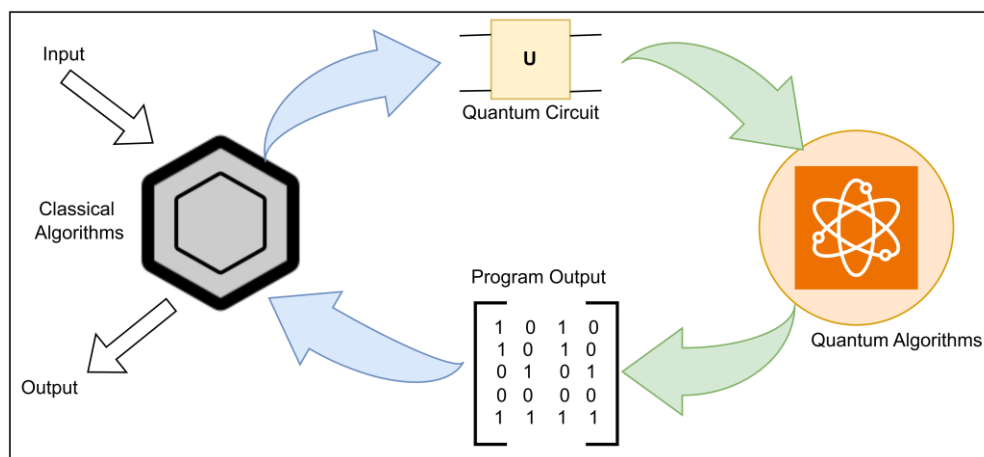 Input
U
Quantum Circuit
Classical
Algorithms
Program Output
1 0 1 0
1 0 1 0
0 1 0 1
0 0 0 0
1 1 1 1
Quantum Algorithms
Output